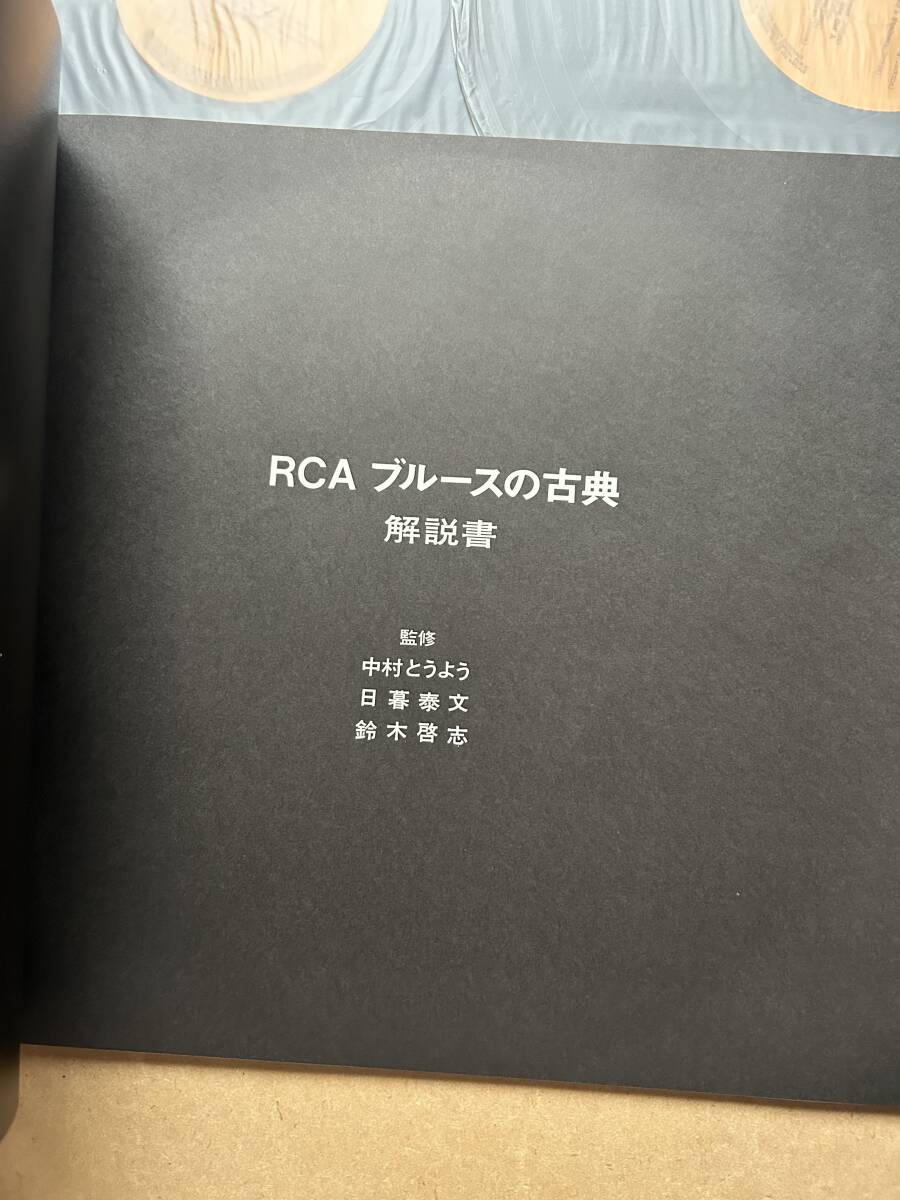 RCA ブルースの古典
解説書
監修
中村とうよう
日暮泰文
鈴木啓志